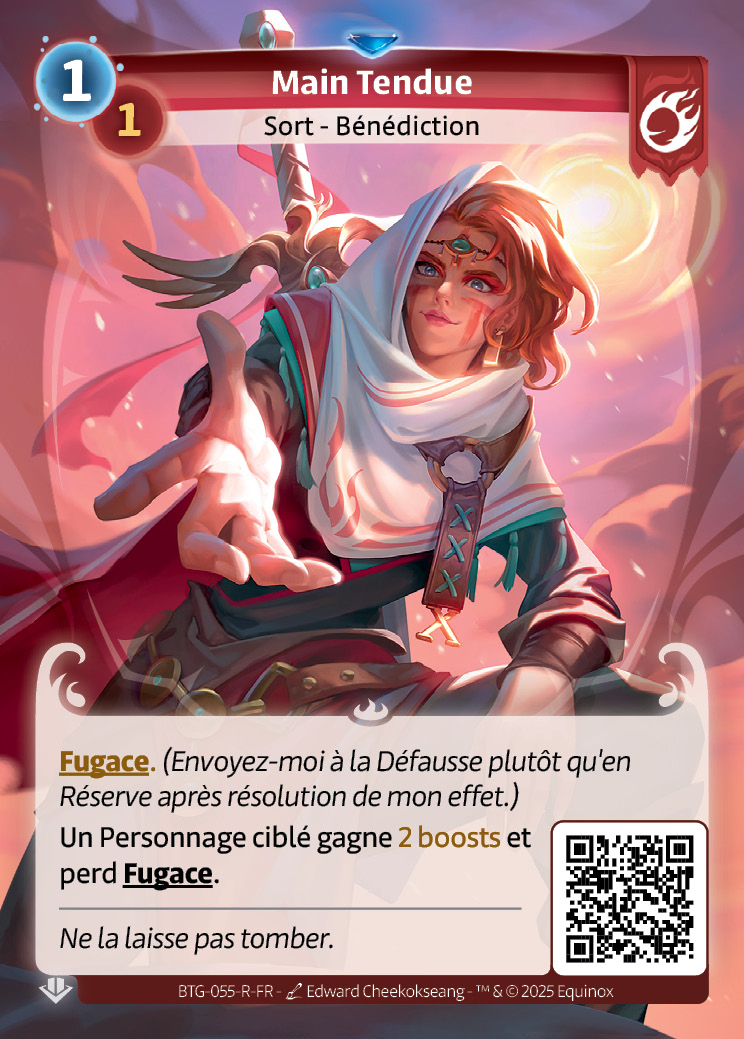 1
Main Tendue
1
Sort - Bénédiction
Fugace. (Envoyez-moi à la Défausse plutôt qu'en
Réserve après résolution de mon effet.)
Un Personnage ciblé gagne 2 boosts et
perd Fugace.
Ne la laisse pas tomber.
BTG-055-R-FR - Edward Cheekokseang - ™ & © 2025 Equinox